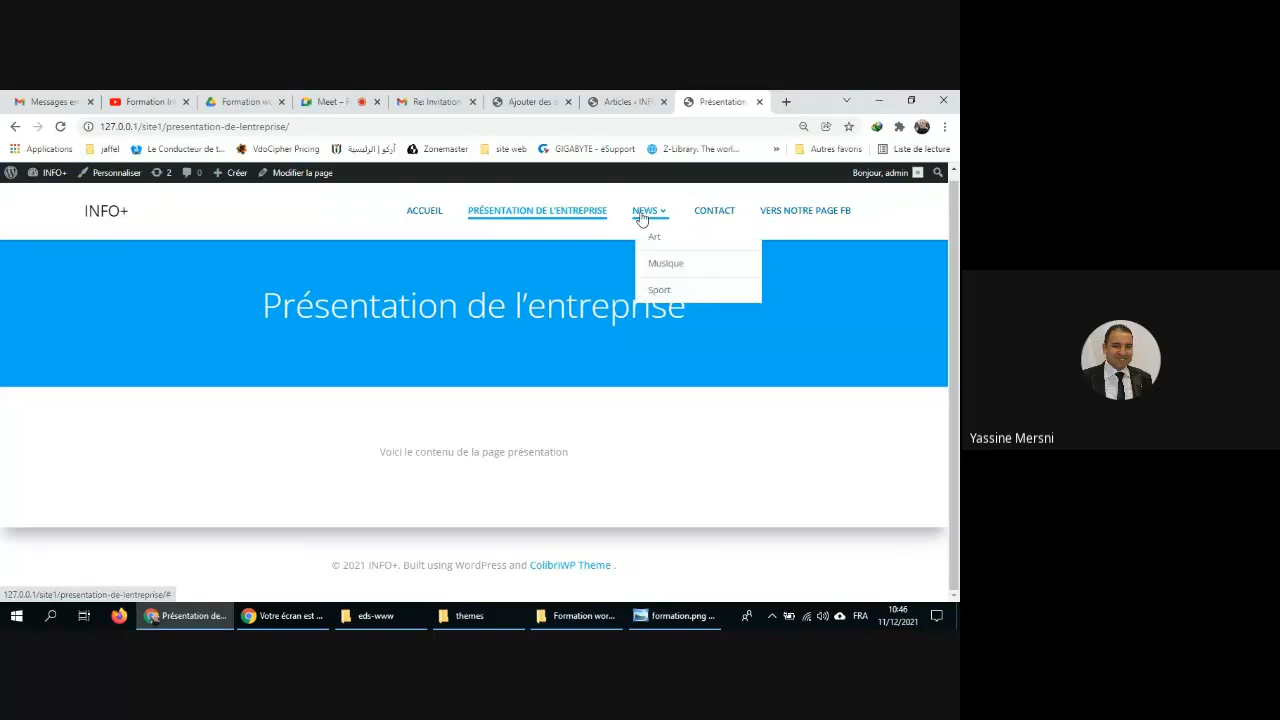 Messages en
Formation In
Formation wo
Meet – F
Re: Invitation
Ajouter des o
Articles ‹ INFO
Présentation
127.0.0.1/site1/presentation-de-lentreprise/
Applications
jaffel
Le Conducteur de t...
VdoCipher Pricing
أركو | الرئيسية
Zonemaster
site web
GIGABYTE - eSupport
Z-Library. The worl...
»
Autres favoris
Liste de lecture
INFO+
Personnaliser
2
0
Créer
Modifier la page
Bonjour, admin
INFO+
ACCUEIL
PRÉSENTATION DE L'ENTREPRISE
NEWS
CONTACT
VERS NOTRE PAGE FB
Art
Musique
Sport
Présentation de l'entreprise
Voici le contenu de la page présentation
Yassine Mersni
© 2021 INFO+. Built using WordPress and ColibriWP Theme .
127.0.0.1/site1/presentation-de-lentreprise/#
Présentation de...
Votre écran est ...
eds-www
themes
Formation wor...
formation.png ...
FRA
10:46
11/12/2021